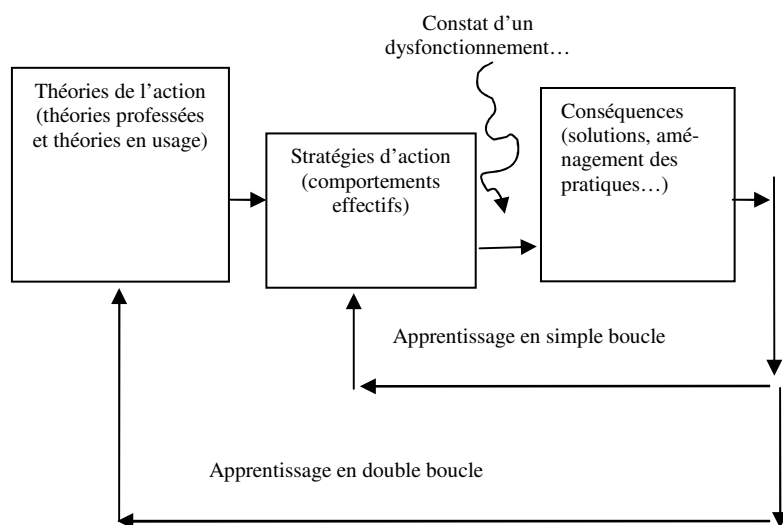 Constat d’un
dysfonctionnement…
Théories de l’action
(théories professées
et théories en usage)
Stratégies d’action
(comportements
effectifs)
Conséquences
(solutions, amé-
nagement des
pratiques…)
Apprentissage en simple boucle
Apprentissage en double boucle